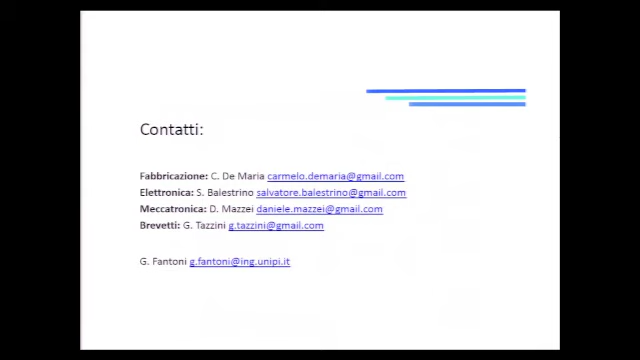 Contatti:
Fabbricazione: C. De Maria carmelo.demaria@gmail.com
Elettronica: S. Balestrino salvatore.balestrino@gmail.com
Meccatronica: D. Mazzei daniele.mazzei@gmail.com
Brevetti: G. Tazzini g.tazzini@gmail.com
G. Fantoni g.fantoni@ing.unipi.it